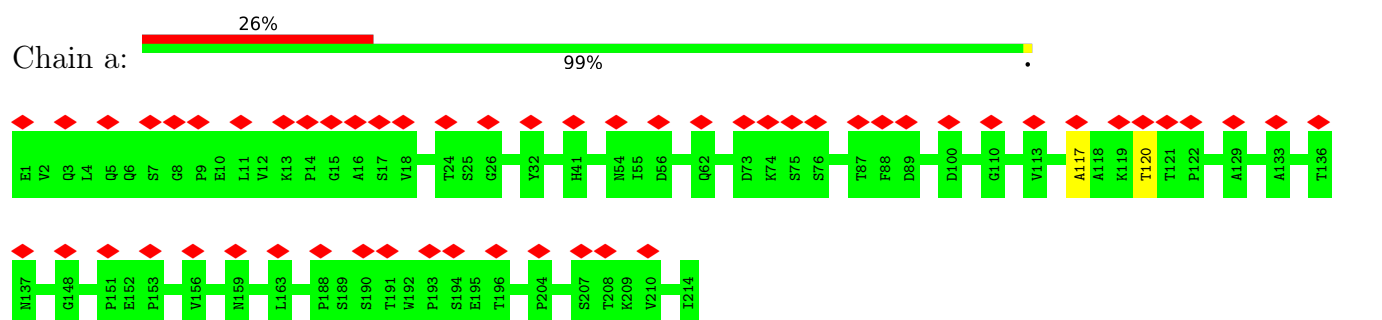 26%
Chain a:
99%
.
E1 V2 Q3 L4 Q5 Q6 S7 G8 P9 E10 L11 V12 K13 P14 G15 A16 S17 V18 T24 S25 G26 Y32 H41 N54 I55 D56 Q62 D73 K74 S75 S76 T87 F88 D89 D100 G110 V113 A117 A118 K119 T120 T121 P122 A129 A133 T136
N137 G148 P151 E152 P153 V156 N159 L163 P188 S189 S190 T191 W192 P193 S194 E195 T196 P204 S207 T208 K209 V210 I214